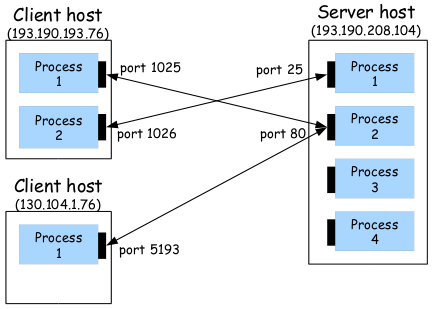 Client host
(193.190.193.76)
Process
1
port 1025
Process
2
port 1026
Client host
(130.104.1.76)
Process
1
port 5193
Server host
(193.190.208.104)
port 25
Process
1
port 80
Process
2
Process
3
Process
4